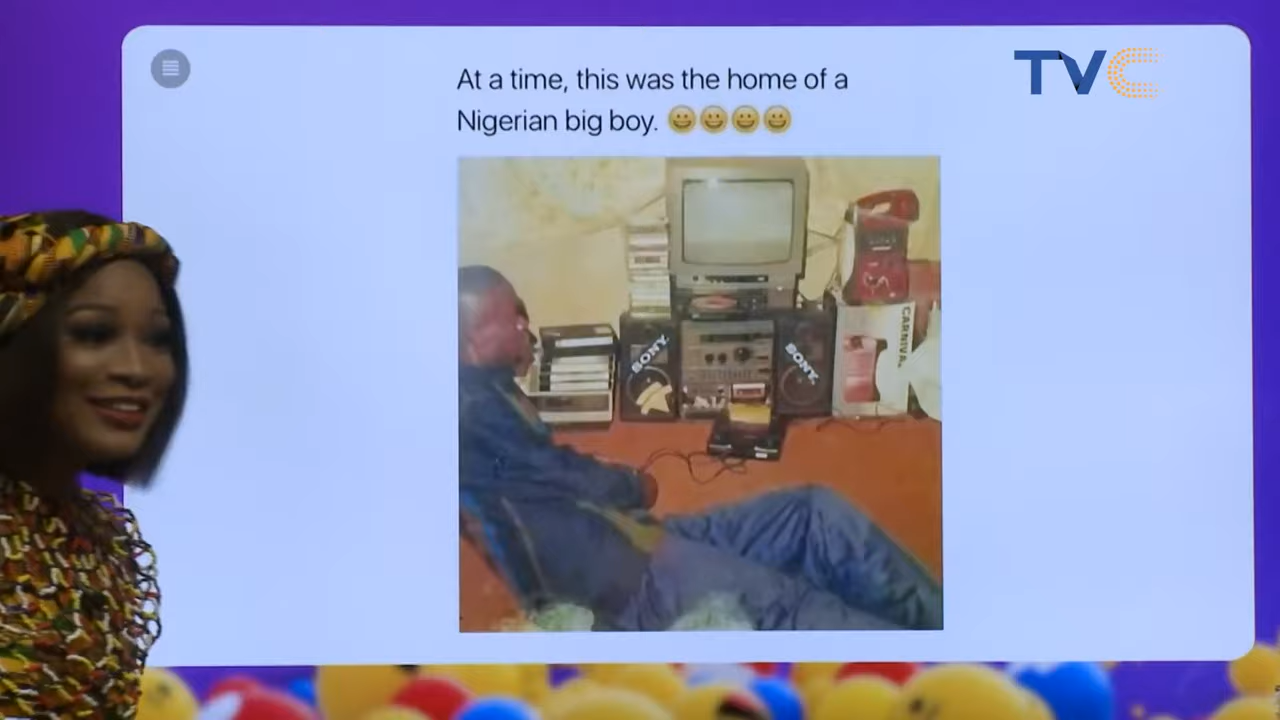 TVC
At a time, this was the home of a
Nigerian big boy. 😀😀😀😀
SONY
SONY
CARNIVAL